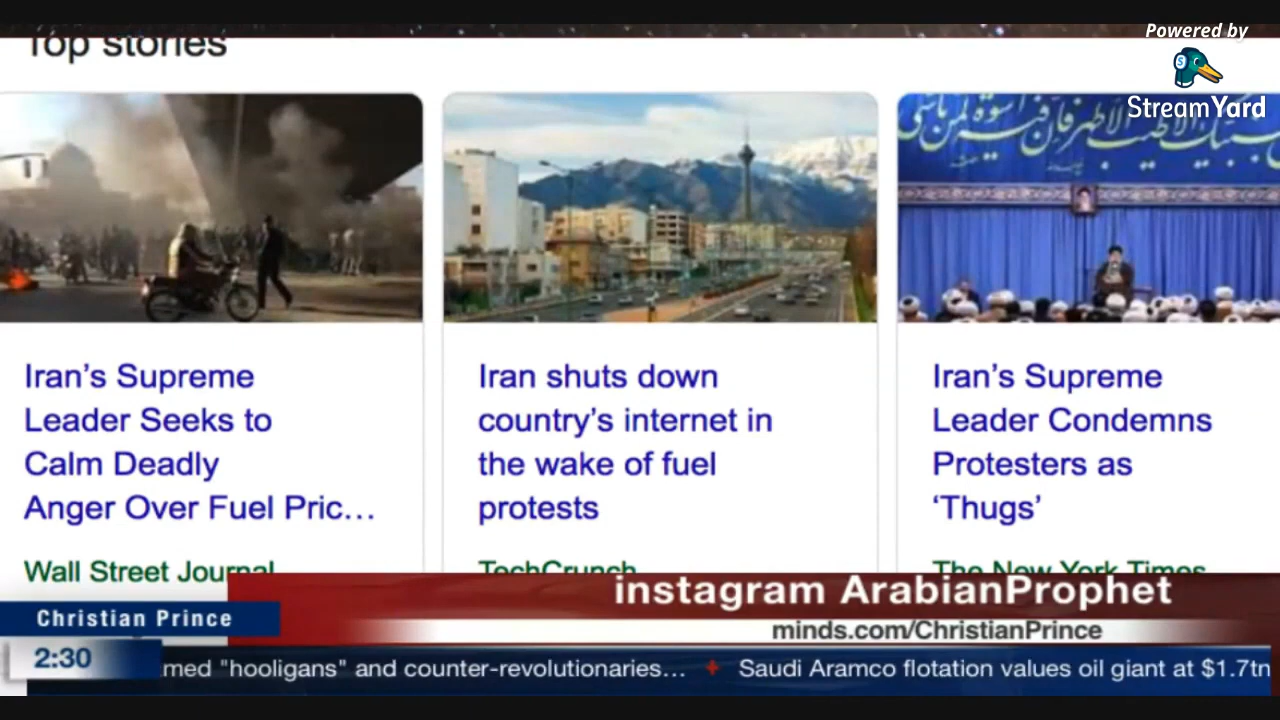 Powered by
StreamYard
Top stories
Iran’s Supreme
Leader Seeks to
Calm Deadly
Anger Over Fuel Pric...
Wall Street Journal
Iran shuts down
country’s internet in
the wake of fuel
protests
TechCrunch
Iran’s Supreme
Leader Condemns
Protesters as
‘Thugs’
The New York Times
instagram ArabianProphet
Christian Prince
minds.com/ChristianPrince
2:30
med "hooligans" and counter-revolutionaries... Saudi Aramco flotation values oil giant at $1.7tn